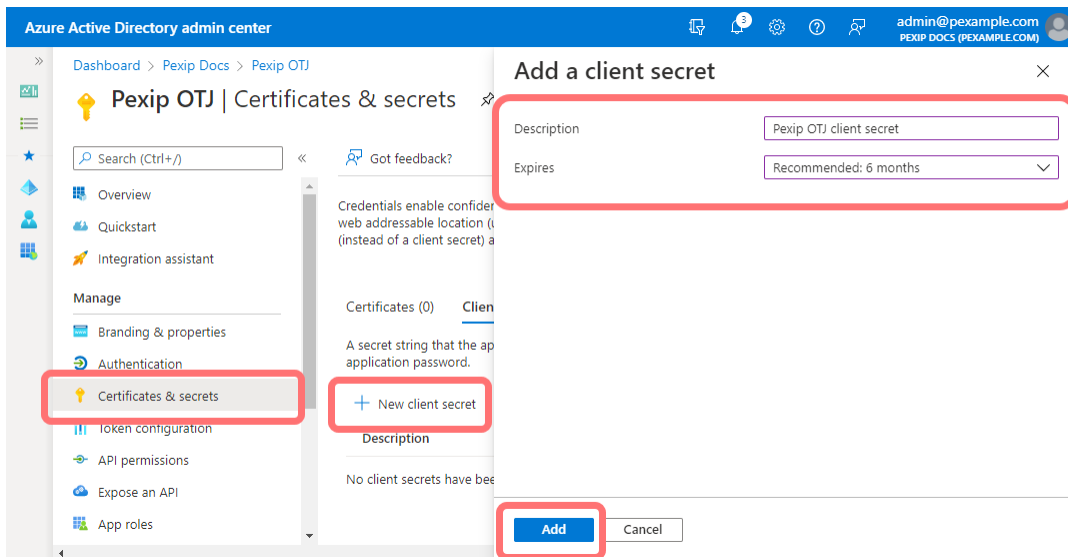 Azure Active Directory admin center
3
admin@pexample.com
PEXIP DOCS (PEXAMPLE.COM)
Dashboard > Pexip Docs > Pexip OTJ
Pexip OTJ | Certificates & secrets
Search (Ctrl+/)
Overview
Quickstart
Integration assistant
Manage
Branding & properties
Authentication
Certificates & secrets
Token configuration
API permissions
Expose an API
App roles
Got feedback?
Credentials enable confider
web addressable location (
(instead of a client secret) a
Certificates (0) Clien
A secret string that the ap
application password.
New client secret
Description
No client secrets have bee
Add a client secret
Description
Pexip OTJ client secret
Expires
Recommended: 6 months
Add
Cancel